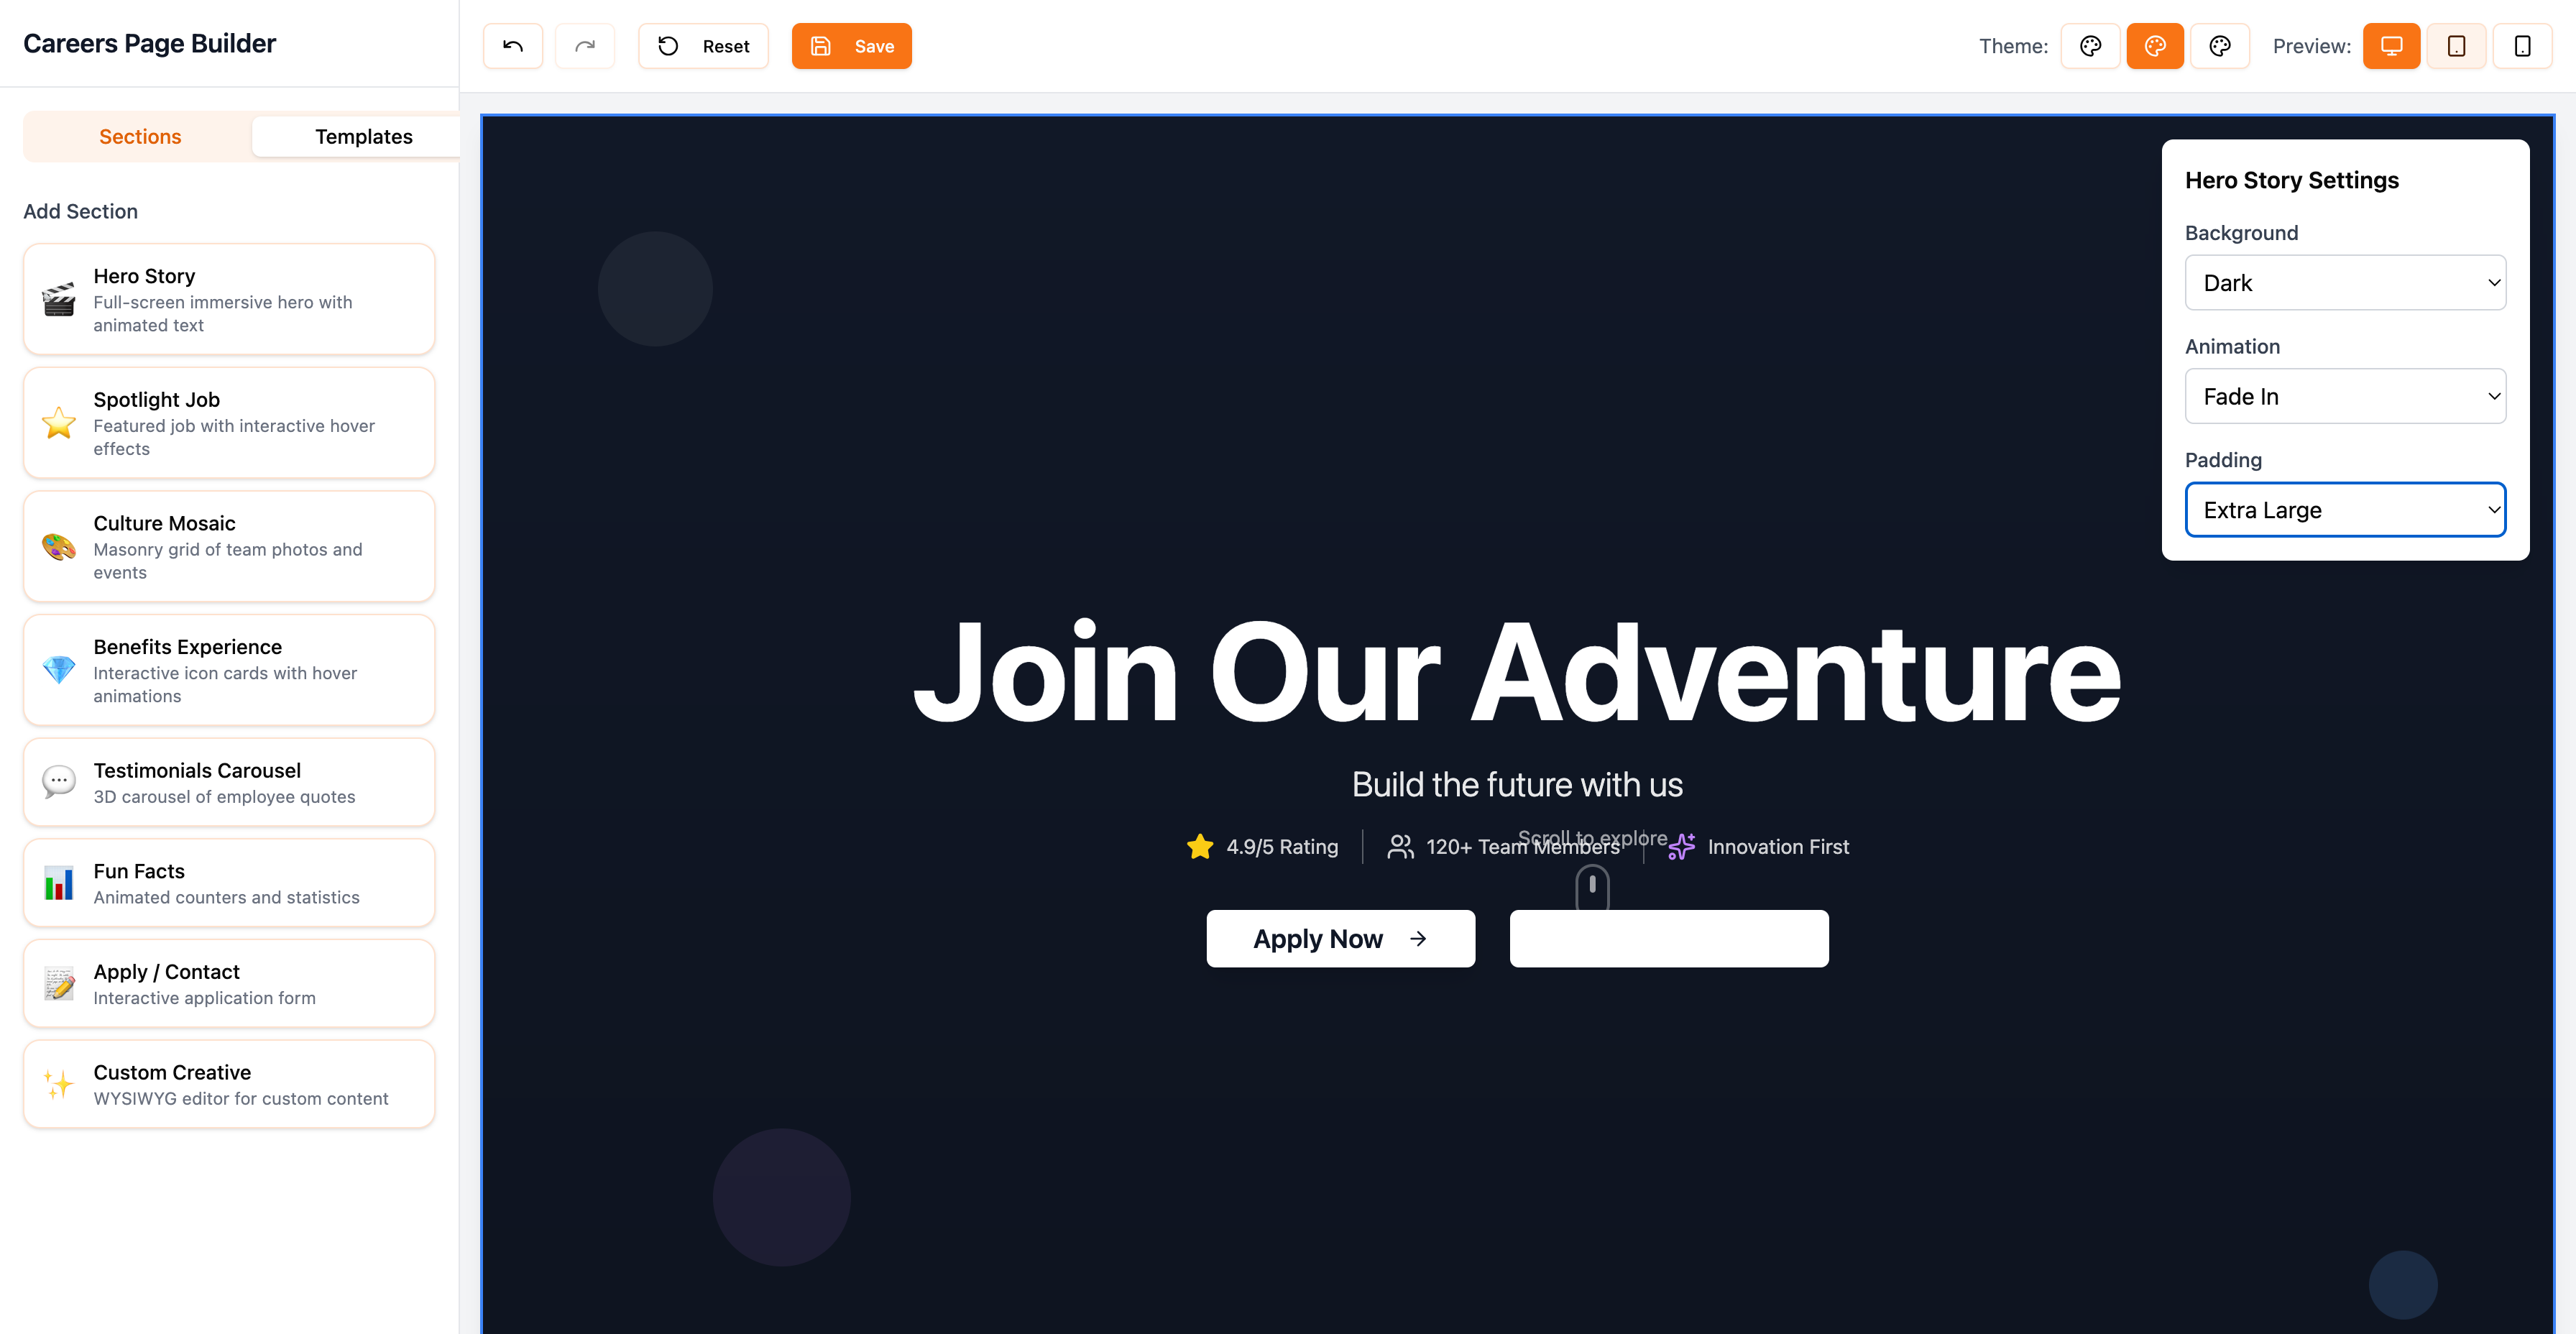 Careers Page Builder
Reset
Save
Theme:
Preview:
Sections
Templates
Add Section
Hero Story
Full-screen immersive hero with
animated text
Spotlight Job
Featured job with interactive hover
effects
Culture Mosaic
Masonry grid of team photos and
events
Benefits Experience
Interactive icon cards with hover
animations
Testimonials Carousel
3D carousel of employee quotes
Fun Facts
Animated counters and statistics
Apply / Contact
Interactive application form
Custom Creative
WYSIWYG editor for custom content
Join Our Adventure
Build the future with us
4.9/5 Rating
120+ Team Members
Scroll to explore
Innovation First
Apply Now
Hero Story Settings
Background
Dark
Animation
Fade In
Padding
Extra Large